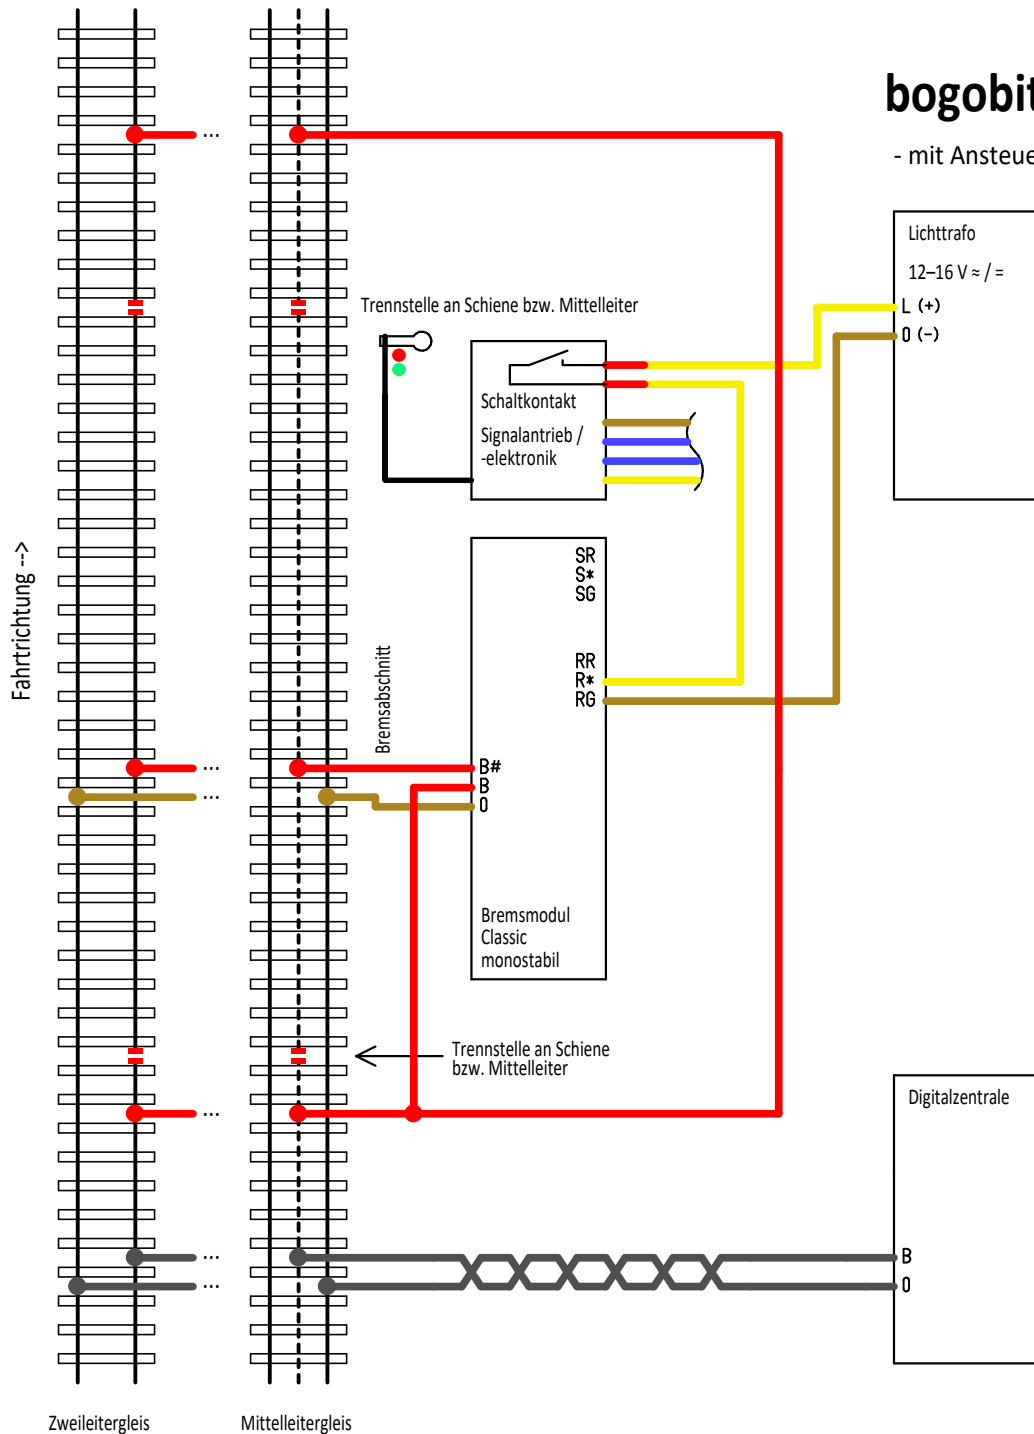 bogobit
- mit Ansteue
Lichttrafo
12–16 V ≈ / =
L (+)
0 (–)
Trennstelle an Schiene bzw. Mittelleiter
Schaltkontakt
Signalantrieb /
-elektronik
SR
S*
SG
RR
R*
RG
Fahrtrichtung -->
Bremsabschnitt
...
...
...
...
...
...
B#
B
0
Bremsmodul
Classic
monostabil
Trennstelle an Schiene
bzw. Mittelleiter
Digitalzentrale
B
0
Zweileitergleis
Mittelleitergleis